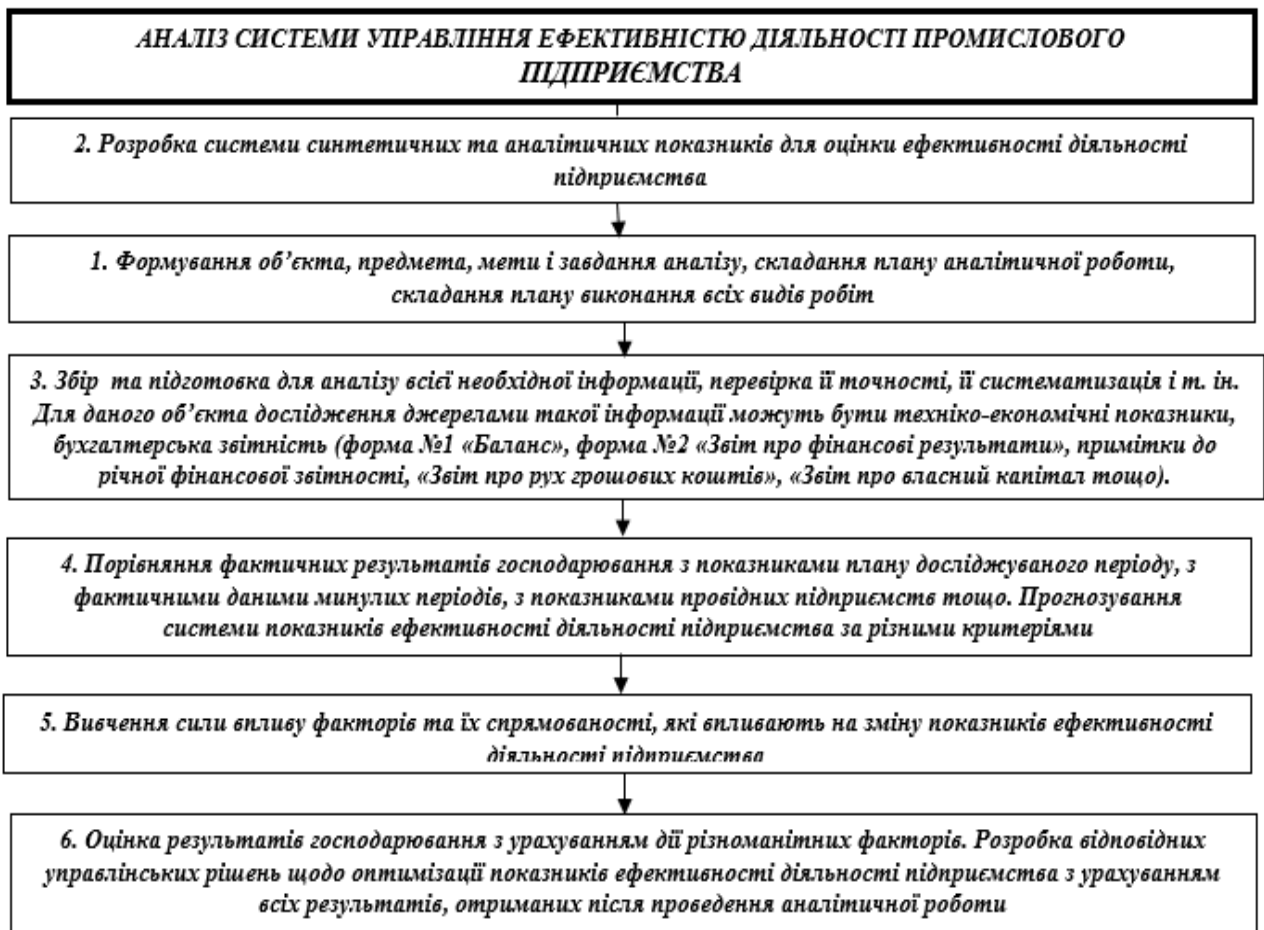 АНАЛІЗ СИСТЕМИ УПРАВЛІННЯ ЕФЕКТИВНІСТЮ ДІЯЛЬНОСТІ ПРОМИСЛОВОГО
ПІДПРИЄМСТВА
2. Розробка системи синтетичних та аналітичних показників для оцінки ефективності діяльності
підприємства
1. Формування об’єкта, предмета, мети і завдання аналізу, складання плану аналітичної роботи,
складання плану виконання всіх видів робіт
3. Збір та підготовка для аналізу всієї необхідної інформації, перевірка її точності, її систематизація і т. ін.
Для даного об’єкта дослідження джерелами такої інформації можуть бути техніко-економічні показники,
бухгалтерська звітність (форма №1 «Баланс», форма №2 «Звіт про фінансові результати», примітки до
річної фінансової звітності, «Звіт про рух грошових коштів», «Звіт про власний капітал тощо).
4. Порівняння фактичних результатів господарювання з показниками плану досліджуваного періоду, з
фактичними даними минулих періодів, з показниками провідних підприємств тощо. Прогнозування
системи показників ефективності діяльності підприємства за різними критеріями
5. Вивчення сили впливу факторів та їх спрямованості, які впливають на зміну показників ефективності
діяльності підприємства
6. Оцінка результатів господарювання з урахуванням дії різноманітних факторів. Розробка відповідних
управлінських рішень щодо оптимізації показників ефективності діяльності підприємства з урахуванням
всіх результатів, отриманих після проведення аналітичної роботи